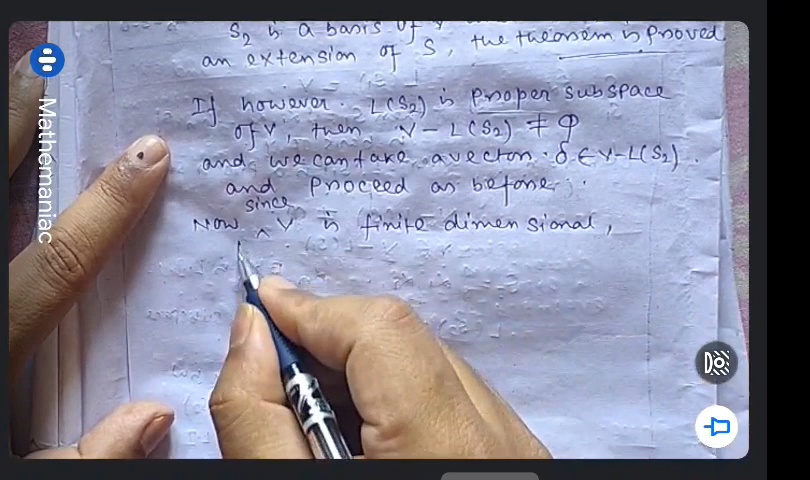 S₂ is a basis of V
an extension of S, the theorem is proved
If however L(S₂) is proper subspace
of V, then V - L(S₂) ≠ φ
and we can take a vector δ ∈ V - L(S₂).
and proceed as before.
Now ‸ since V is finite dimensional,
Mathemaniac